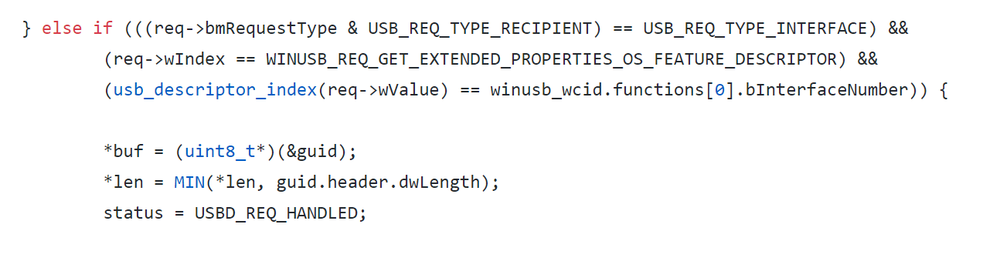 } else if (((req->bmRequestType & USB_REQ_TYPE_RECIPIENT) == USB_REQ_TYPE_INTERFACE) &&
(req->wIndex == WINUSB_REQ_GET_EXTENDED_PROPERTIES_OS_FEATURE_DESCRIPTOR) &&
(usb_descriptor_index(req->wValue) == winusb_wcid.functions[0].bInterfaceNumber)) {
*buf = (uint8_t*)(&guid);
*len = MIN(*len, guid.header.dwLength);
status = USBD_REQ_HANDLED;